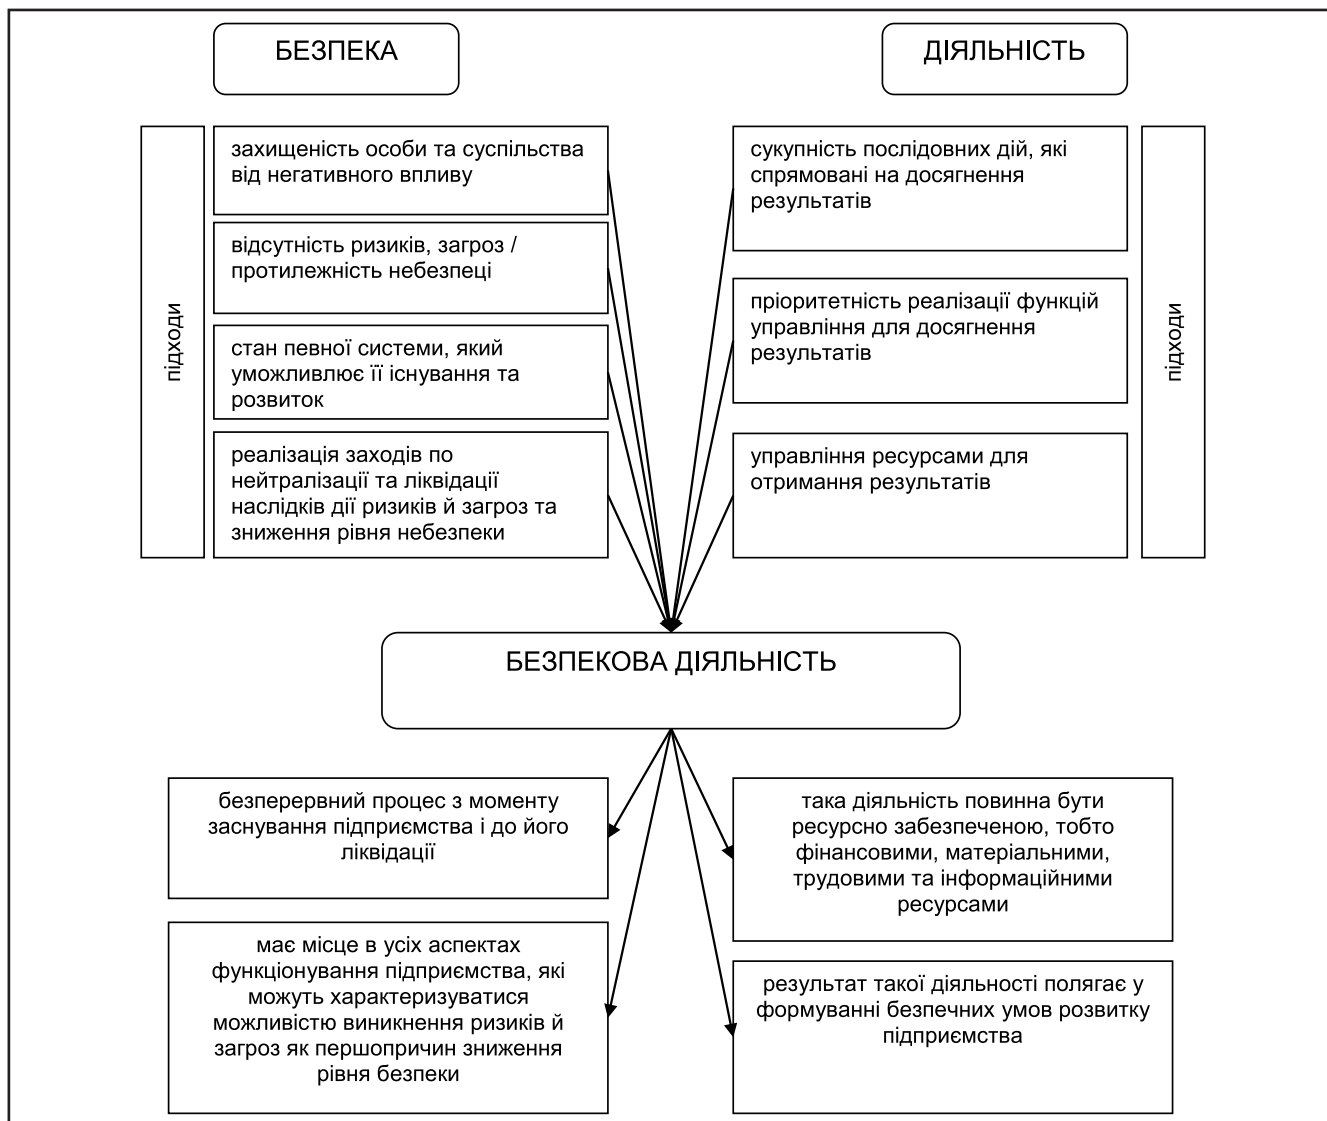 БЕЗПЕКА
ДІЯЛЬНІСТЬ
підходи
захищеність особи та суспільства
від негативного впливу
відсутність ризиків, загроз /
протилежність небезпеці
стан певної системи, який
уможливлює її існування та
розвиток
реалізація заходів по
нейтралізації та ліквідації
наслідків дії ризиків й загроз та
зниження рівня небезпеки
сукупність послідовних дій, які
спрямовані на досягнення
результатів
пріоритетність реалізації функцій
управління для досягнення
результатів
управління ресурсами для
отримання результатів
підходи
БЕЗПЕКОВА ДІЯЛЬНІСТЬ
безперервний процес з моменту
заснування підприємства і до його
ліквідації
має місце в усіх аспектах
функціонування підприємства, які
можуть характеризуватися
можливістю виникнення ризиків й
загроз як першопричин зниження
рівня безпеки
така діяльність повинна бути
ресурсно забезпеченою, тобто
фінансовими, матеріальними,
трудовими та інформаційними
ресурсами
результат такої діяльності полягає у
формуванні безпечних умов розвитку
підприємства